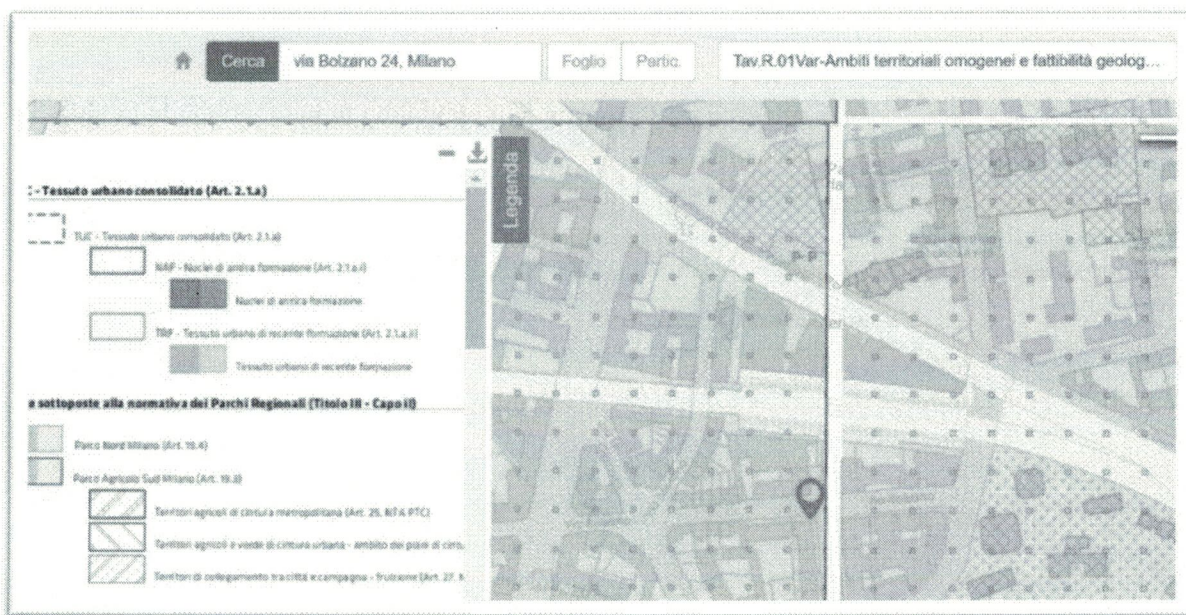 Cerca via Bolzano 24, Milano Foglio Partic. Tav.R.01Var-Ambiti territoriali omogenei e fattibilità geolog...
Legenda
C - Tessuto urbano consolidato (Art. 2.1.a)
TUC - Tessuto urbano consolidato (Art. 2.1.a)
NAF - Nuclei di antica formazione (Art. 2.1.a.i)
Nuclei di antica formazione
TRF - Tessuto urbano di recente formazione (Art. 2.1.a.ii)
Tessuto urbano di recente formazione
e sottoposte alla normativa dei Parchi Regionali (Titolo III - Capo II)
Parco Nord Milano (Art. 19.4)
Parco Agricolo Sud Milano (Art. 19.3)
Territori agricoli di cintura metropolitana (Art. 25, NTA PTC)
Territori agricoli e verde di cintura urbana - ambito dei piani di cintu
Territori di collegamento tra città e campagna - fruizione (Art. 27, N